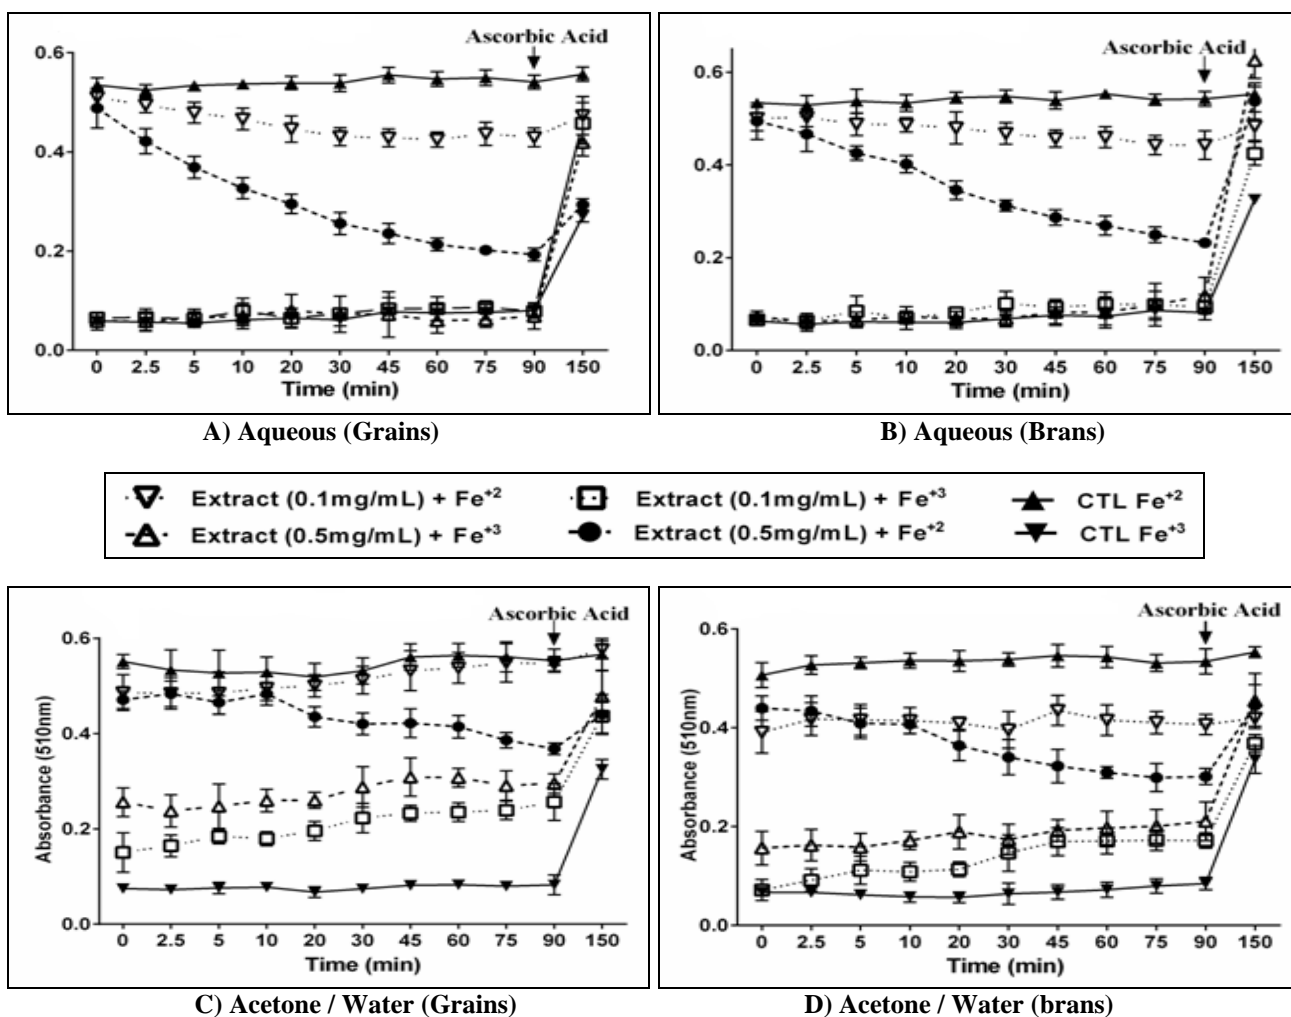 Ascorbic Acid
0.6
0.4
0.2
0.0
0 2.5 5 10 20 30 45 60 75 90 150
Time (min)
A) Aqueous (Grains)
Ascorbic Acid
0.6
0.4
0.2
0.0
0 2.5 5 10 20 30 45 60 75 90 150
Time (min)
B) Aqueous (Brans)
Extract (0.1mg/mL) + Fe+2 Extract (0.1mg/mL) + Fe+3 CTL Fe+2
Extract (0.5mg/mL) + Fe+3 Extract (0.5mg/mL) + Fe+2 CTL Fe+3
Ascorbic Acid
Absorbance (510nm)
0.6
0.4
0.2
0.0
0 2.5 5 10 20 30 45 60 75 90 150
Time (min)
C) Acetone / Water (Grains)
Ascorbic Acid
Absorbance (510nm)
0.6
0.4
0.2
0.0
0 2.5 5 10 20 30 45 60 75 90 150
Time (min)
D) Acetone / Water (brans)